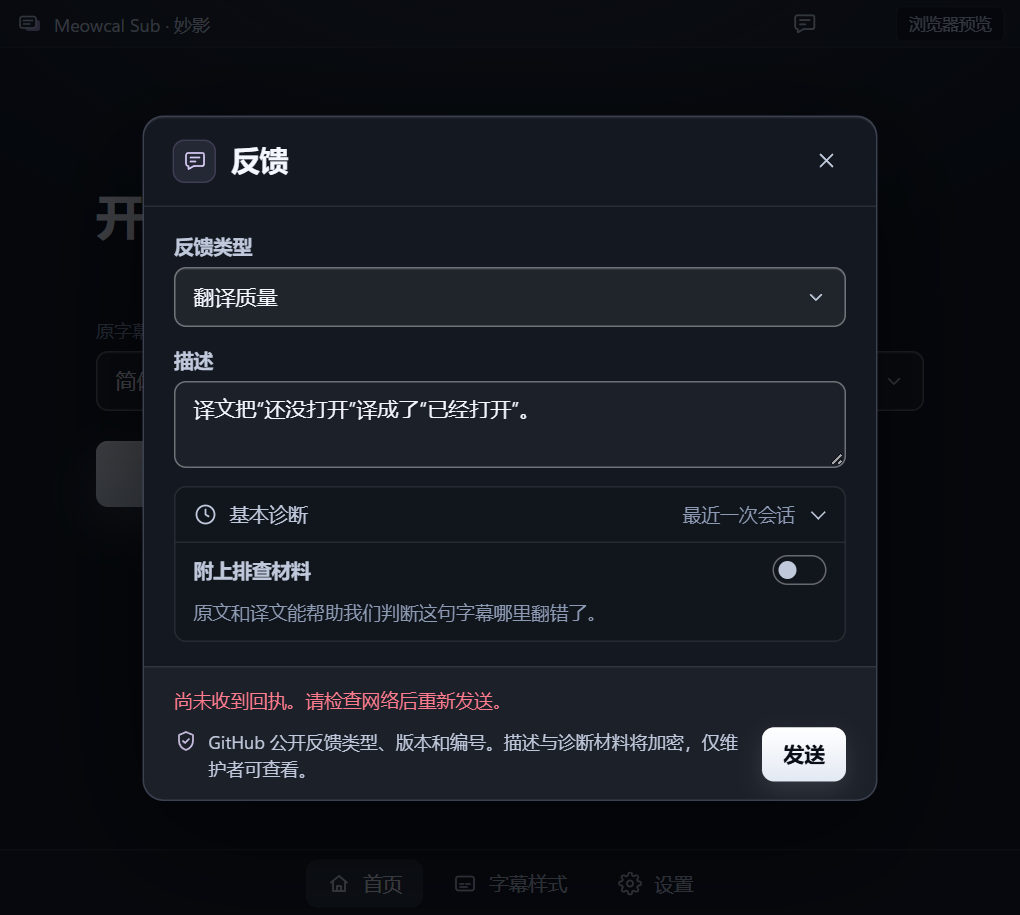 Meowcal Sub · 妙影
浏览器预览
反馈
开
反馈类型
翻译质量
原字幕
描述
简体
译文把“还没打开”译成了“已经打开”。
基本诊断
最近一次会话
附上排查材料
原文和译文能帮助我们判断这句字幕哪里翻错了。
尚未收到回执。请检查网络后重新发送。
GitHub 公开反馈类型、版本和编号。描述与诊断材料将加密，仅维
护者可查看。
发送
首页
字幕样式
设置